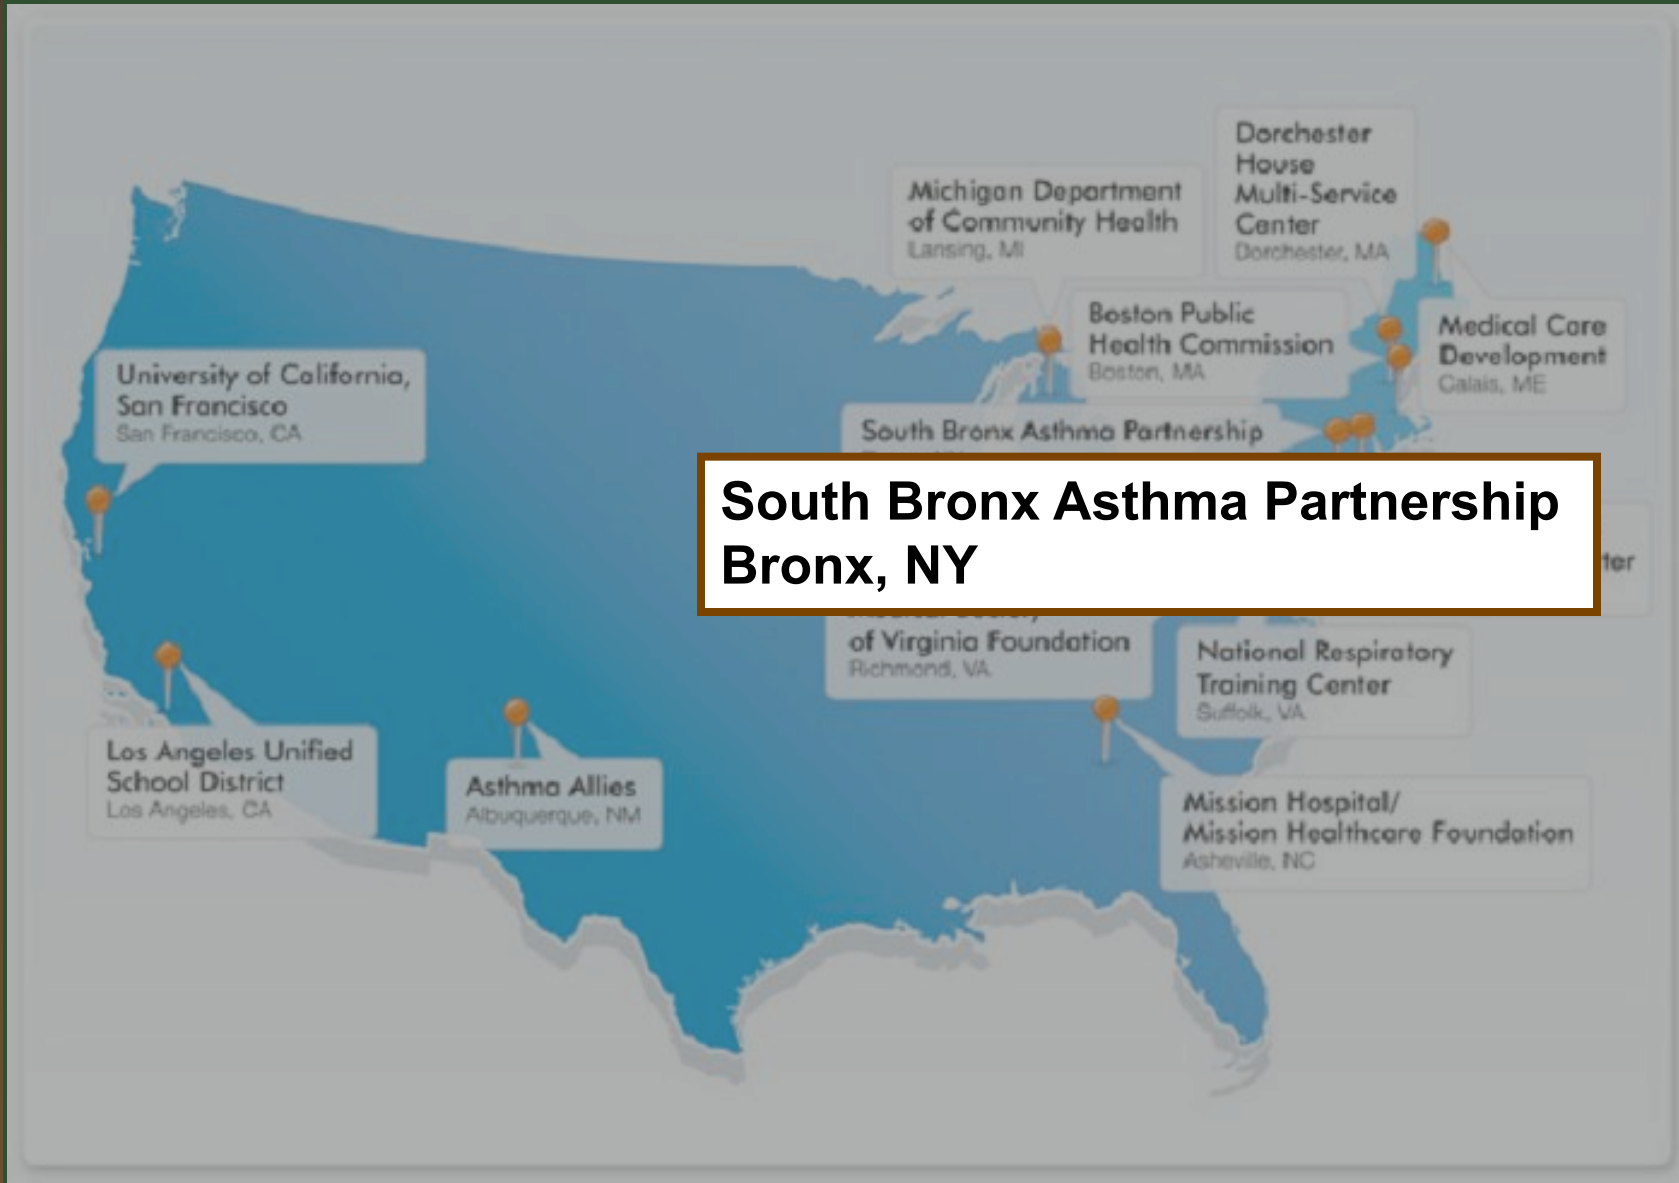 Dorchester
House
Multi-Service
Center
Dorchester, MA
Michigan Department
of Community Health
Lansing, MI
Boston Public
Health Commission
Boston, MA
Medical Care
Development
Calais, ME
University of California,
San Francisco
San Francisco, CA
South Bronx Asthma Partnership
South Bronx Asthma Partnership
Bronx, NY
of Virginia Foundation
Richmond, VA
National Respiratory
Training Center
Suffolk, VA
Los Angeles Unified
School District
Los Angeles, CA
Asthma Allies
Albuquerque, NM
Mission Hospital/
Mission Healthcare Foundation
Asheville, NC